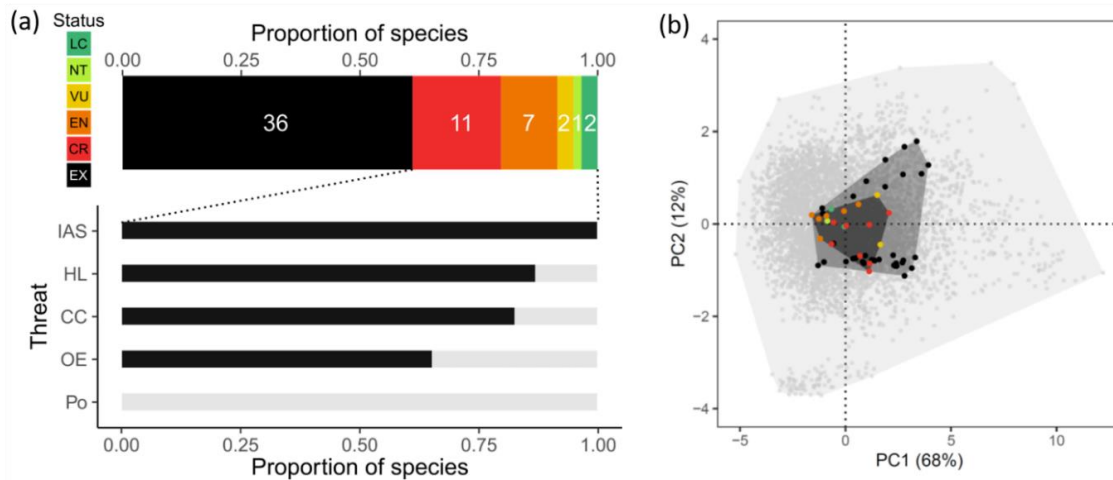 (a)
Status
LC
NT
VU
EN
CR
EX
Proportion of species
0.00 0.25 0.50 0.75 1.00
36 11 7 2 1 2
Threat
IAS
HL
CC
OE
Po
0.00 0.25 0.50 0.75 1.00
Proportion of species
(b)
PC2 (12%)
4
2
0
−2
−4
−5 0 5 10
PC1 (68%)